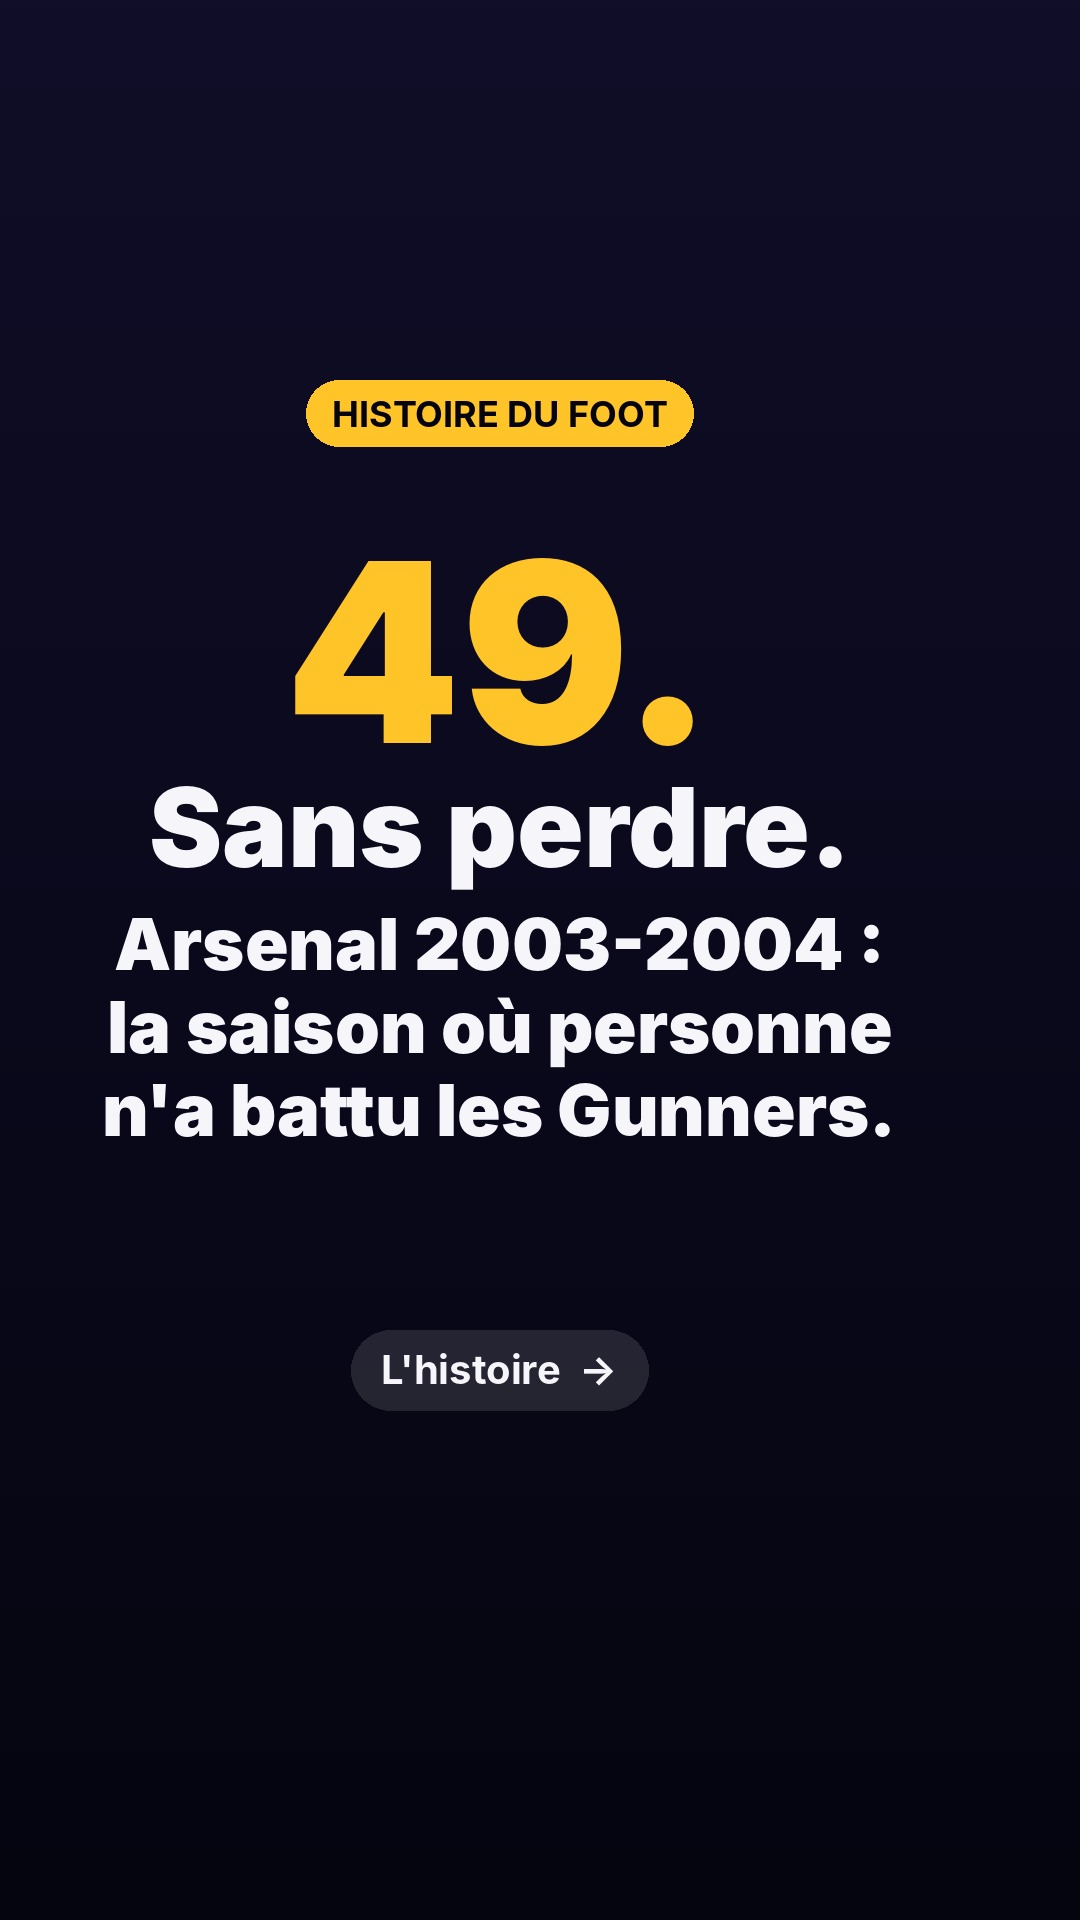 HISTOIRE DU FOOT
49.
Sans perdre.
Arsenal 2003-2004 :
la saison où personne
n'a battu les Gunners.
L'histoire →